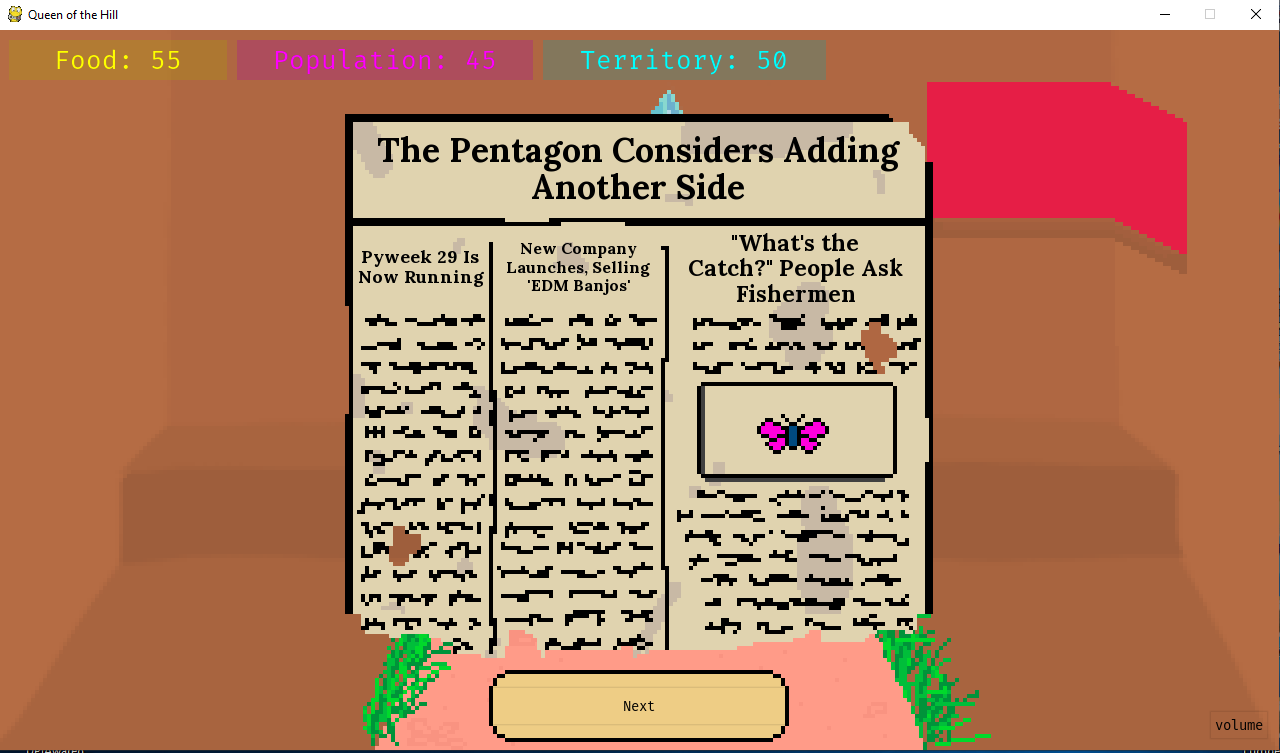 Queen of the Hill
Food: 55
Population: 45
Territory: 50
The Pentagon Considers Adding
Another Side
Pyweek 29 Is
Now Running
New Company
Launches, Selling
'EDM Banjos'
"What's the
Catch?" People Ask
Fishermen
Next
volume